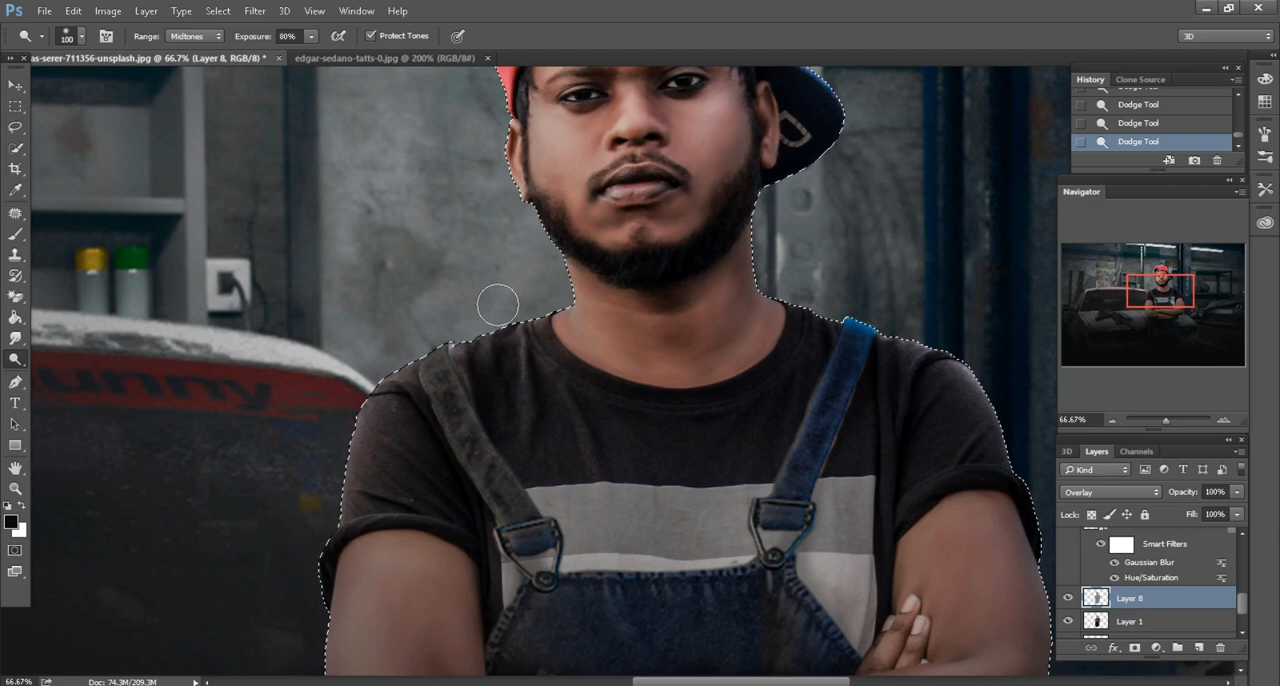 Ps File Edit Image Layer Type Select Filter 3D View Window Help
100 Range: Midtones Exposure: 80% Protect Tones 3D
as-serer-711356-unsplash.jpg @ 66.7% (Layer 8, RGB/8) * × edgar-sedano-tatts-0.jpg @ 200% (RGB/8#) ×
History Clone Source
Dodge Tool
Dodge Tool
Dodge Tool
Dodge Tool
Navigator
66.67%
3D Layers Channels
Kind
Overlay Opacity: 100%
Lock: Fill: 100%
Smart Filters
Gaussian Blur
Hue/Saturation
Layer 8
Layer 1
unny
D
T
66.67% Doc: 74.3M/209.3M